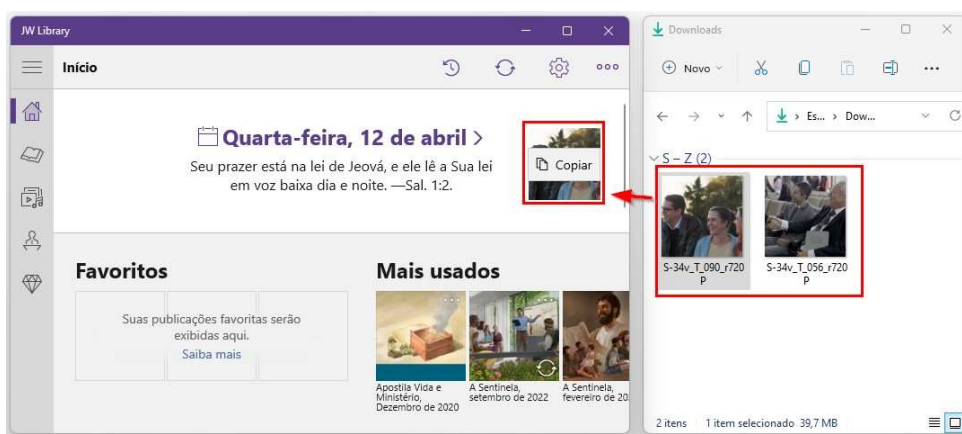 JW Library
Início
Quarta-feira, 12 de abril >
Seu prazer está na lei de Jeová, e ele lê a Sua lei
em voz baixa dia e noite. —Sal. 1:2.
Copiar
Favoritos
Suas publicações favoritas serão
exibidas aqui.
Saiba mais
Mais usados
Apostila Vida e
Ministério,
Dezembro de 2020
A Sentinela,
setembro de 2022
A Sentinela,
fevereiro de 20
Downloads
Novo
Es... > Dow...
S – Z (2)
S-34v_T_090_r720
P
S-34v_T_056_r720
P
2 itens
1 item selecionado 39,7 MB